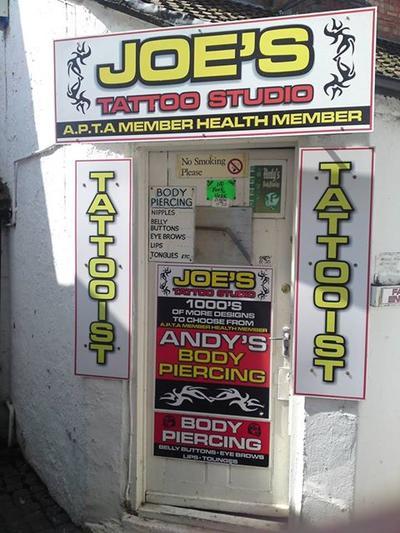 JOE'S
TATTOO STUDIO
A.P.T.A MEMBER HEALTH MEMBER
TATTOOIST
No Smoking
Please
BODY
PIERCING
NIPPLES
BELLY
BUTTONS
EYE BROWS
LIPS
TONGUES ETC.
JOE'S
TATTOO STUDIO
1000'S
OF MORE DESIGNS
TO CHOOSE FROM
A.P.T.A MEMBER HEALTH MEMBER
ANDY'S
BODY
PIERCING
BODY
PIERCING
BELLY BUTTONS - EYE BROWS
LIPS - TOUNGES
TATTOOIST